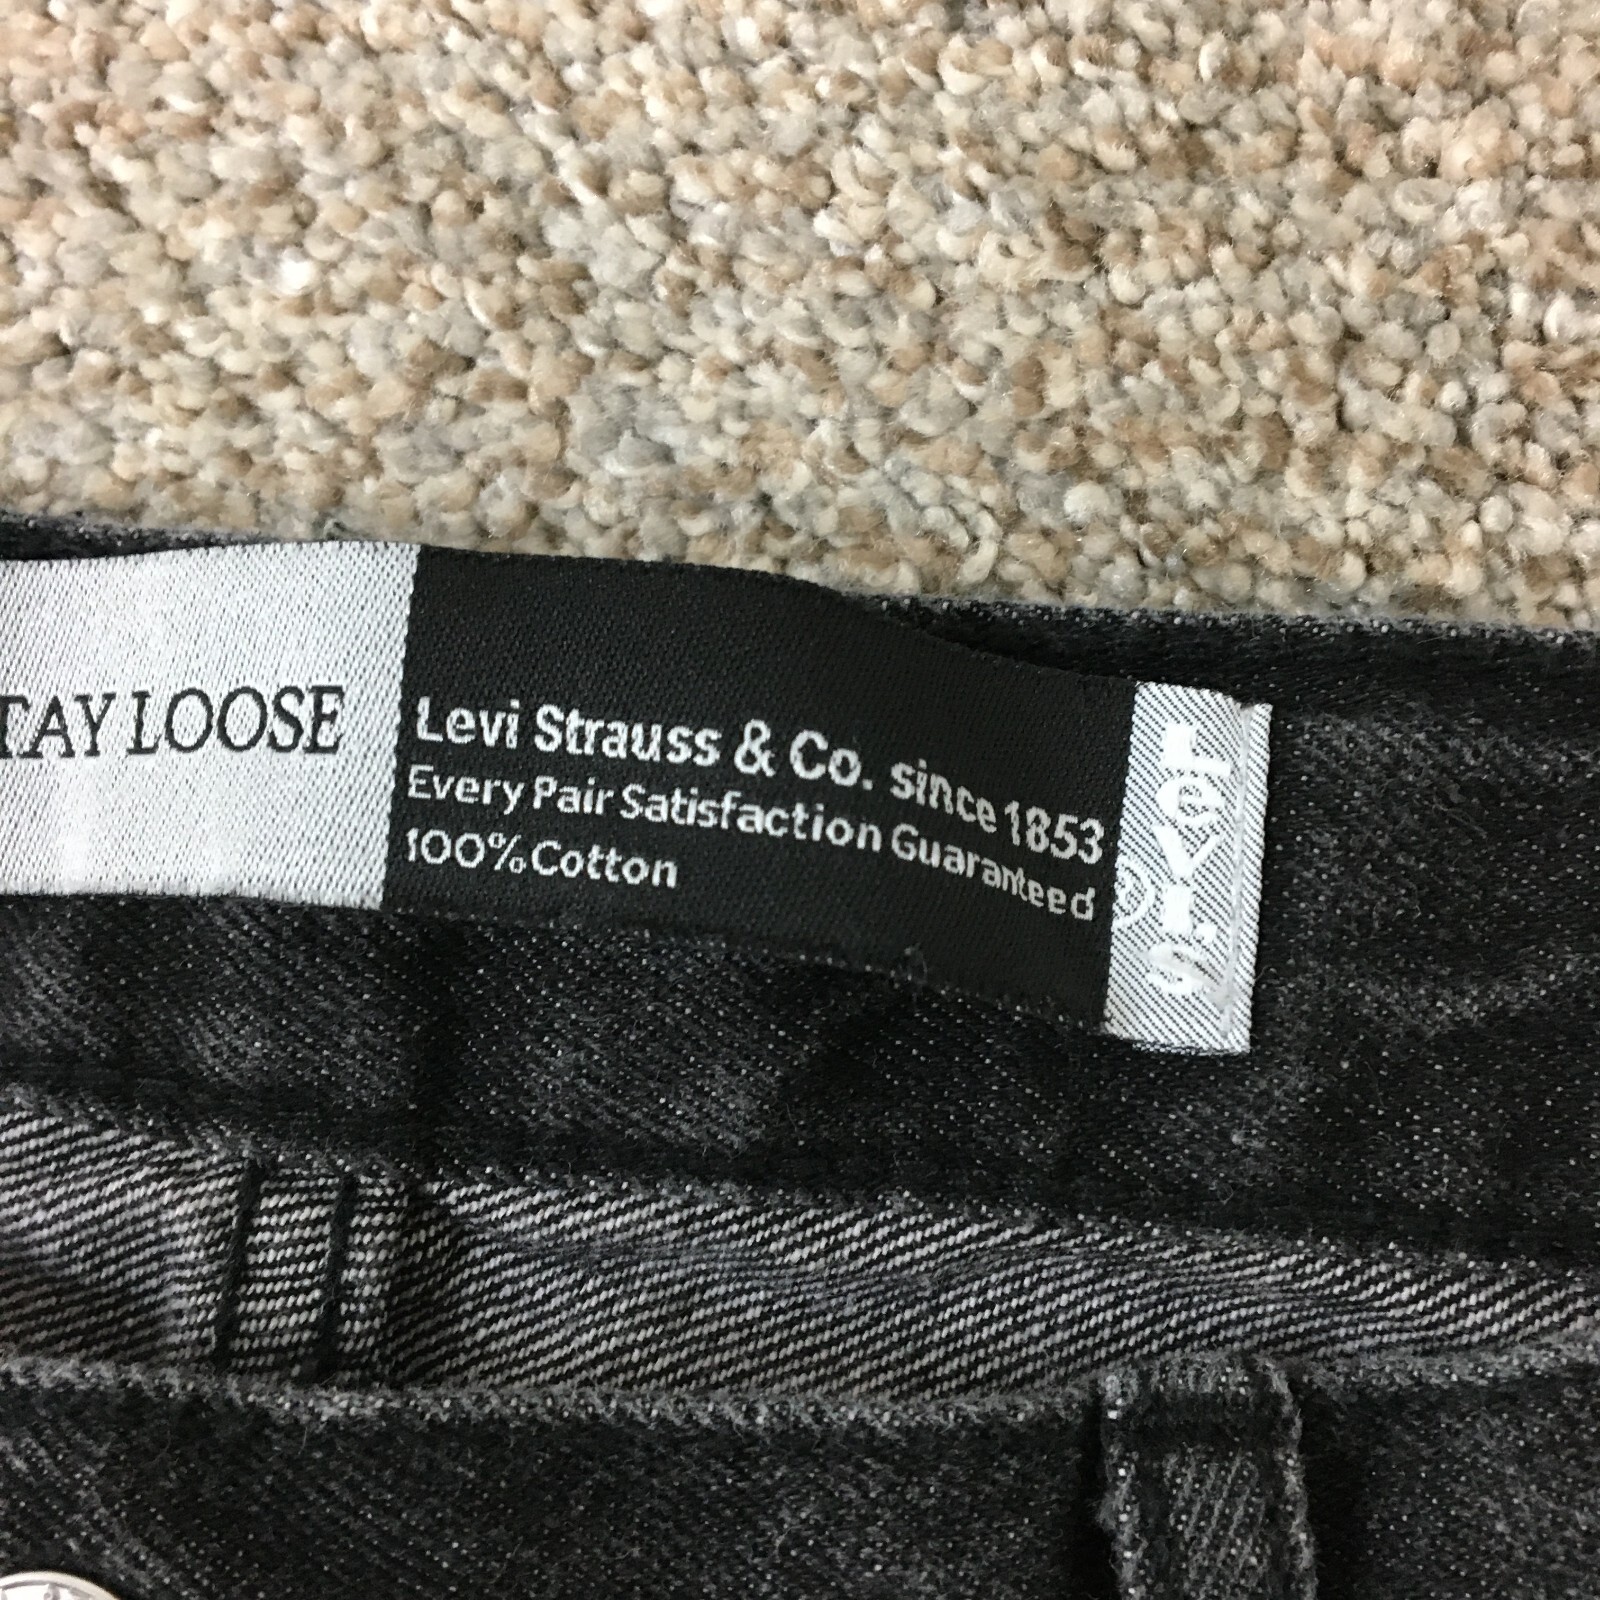 TAY LOOSE
Levi Strauss & Co. since 1853
Every Pair Satisfaction Guaranteed
100% Cotton
® Levi's